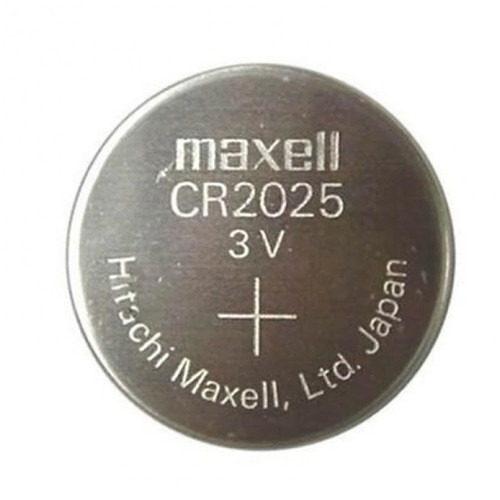 maxell
CR2025
3V
+
Hitachi Maxell, Ltd. Japan